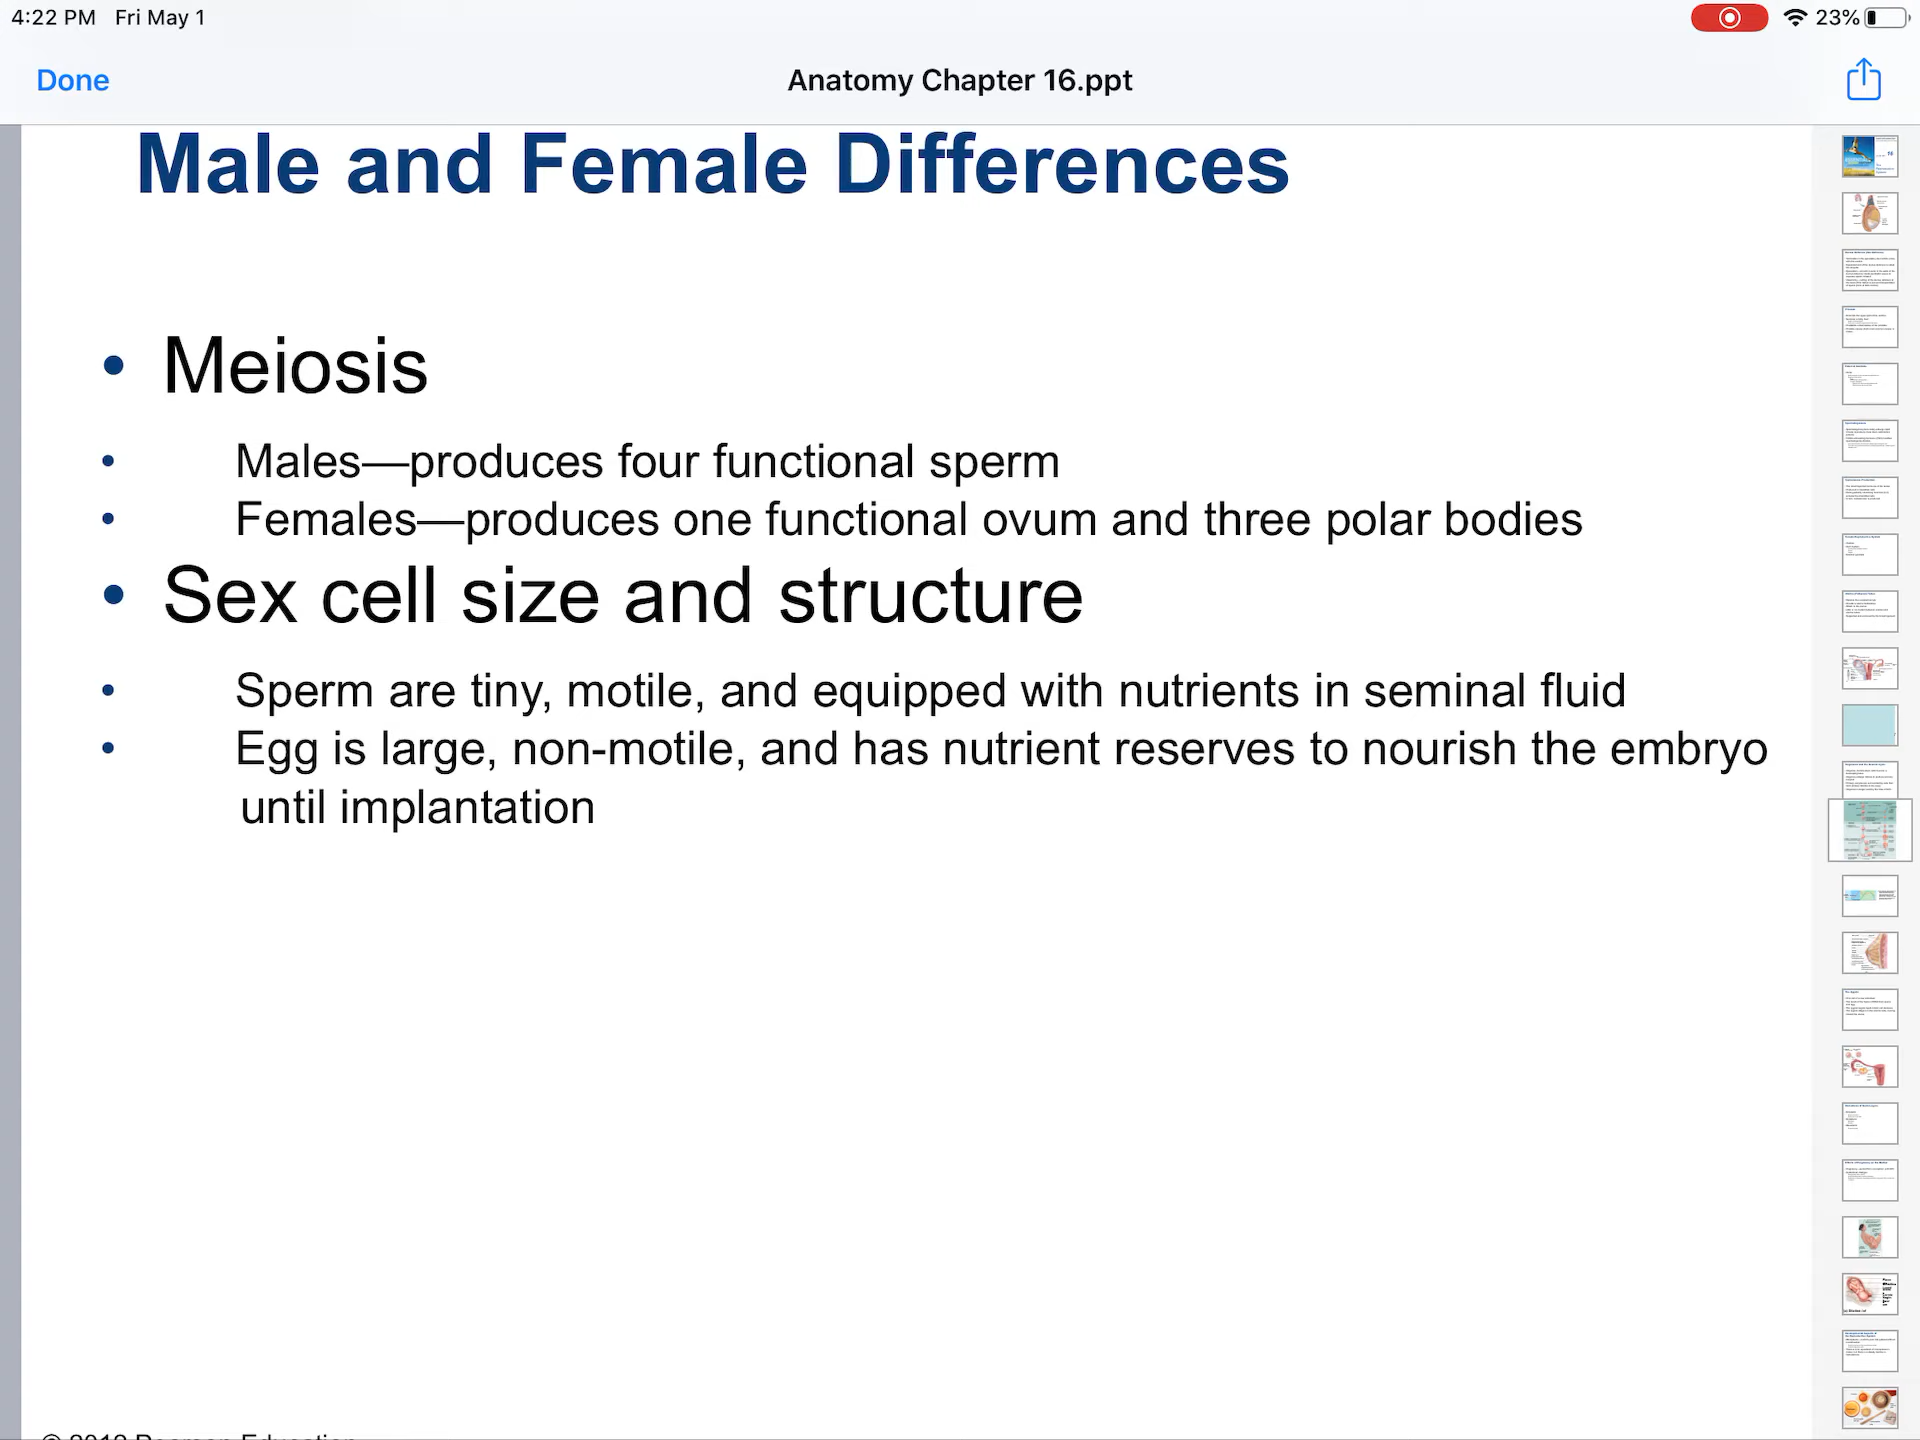 4:22 PM Fri May 1
23%
Done
Anatomy Chapter 16.ppt
Male and Female Differences
• Meiosis
• Males—produces four functional sperm
• Females—produces one functional ovum and three polar bodies
• Sex cell size and structure
• Sperm are tiny, motile, and equipped with nutrients in seminal fluid
• Egg is large, non-motile, and has nutrient reserves to nourish the embryo
until implantation
© 2012 Pearson Education